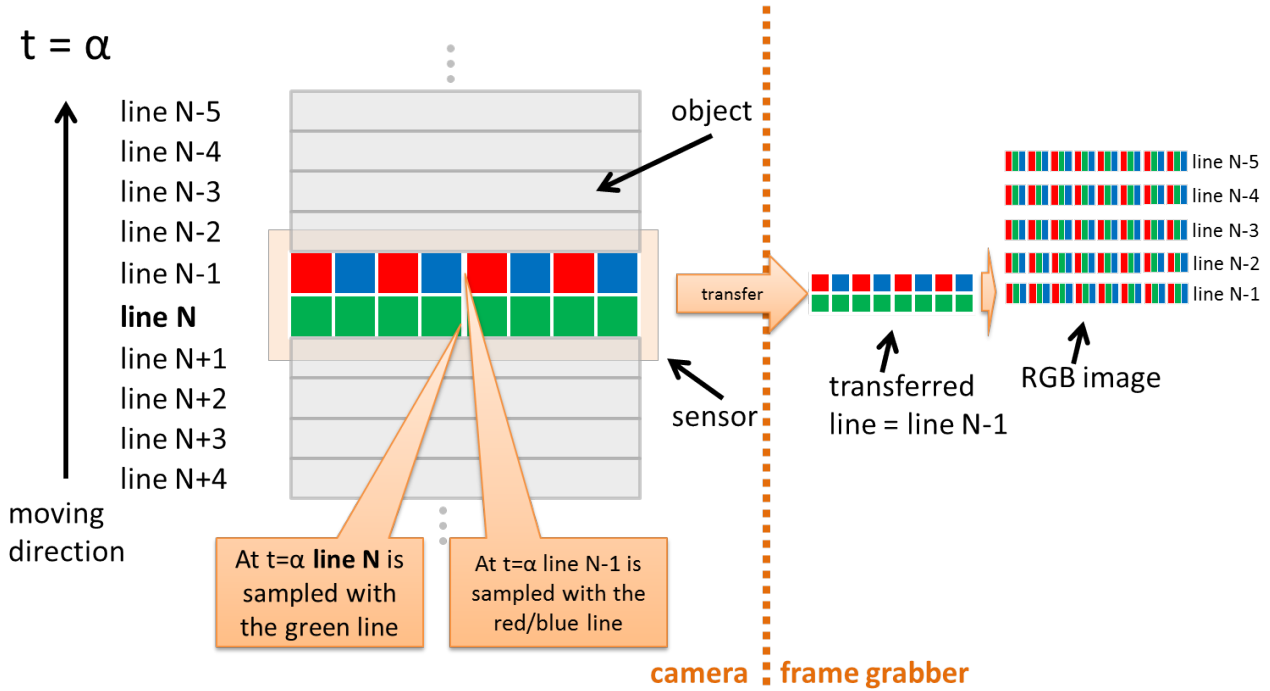 t = α
line N-5
line N-4
line N-3
line N-2
line N-1
line N
line N+1
line N+2
line N+3
line N+4
moving
direction
object
sensor
At t=α line N is
sampled with
the green line
At t=α line N-1 is
sampled with the
red/blue line
transfer
transferred
line = line N-1
line N-5
line N-4
line N-3
line N-2
line N-1
RGB image
camera
frame grabber